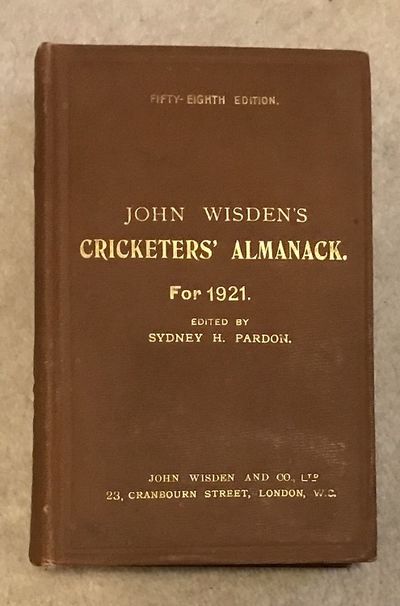 FIFTY-EIGHTH EDITION.
JOHN WISDEN'S
CRICKETERS' ALMANACK.
For 1921.
EDITED BY
SYDNEY H. PARDON.
JOHN WISDEN AND CO., LTD
23, CRANBOURN STREET, LONDON, W.C.